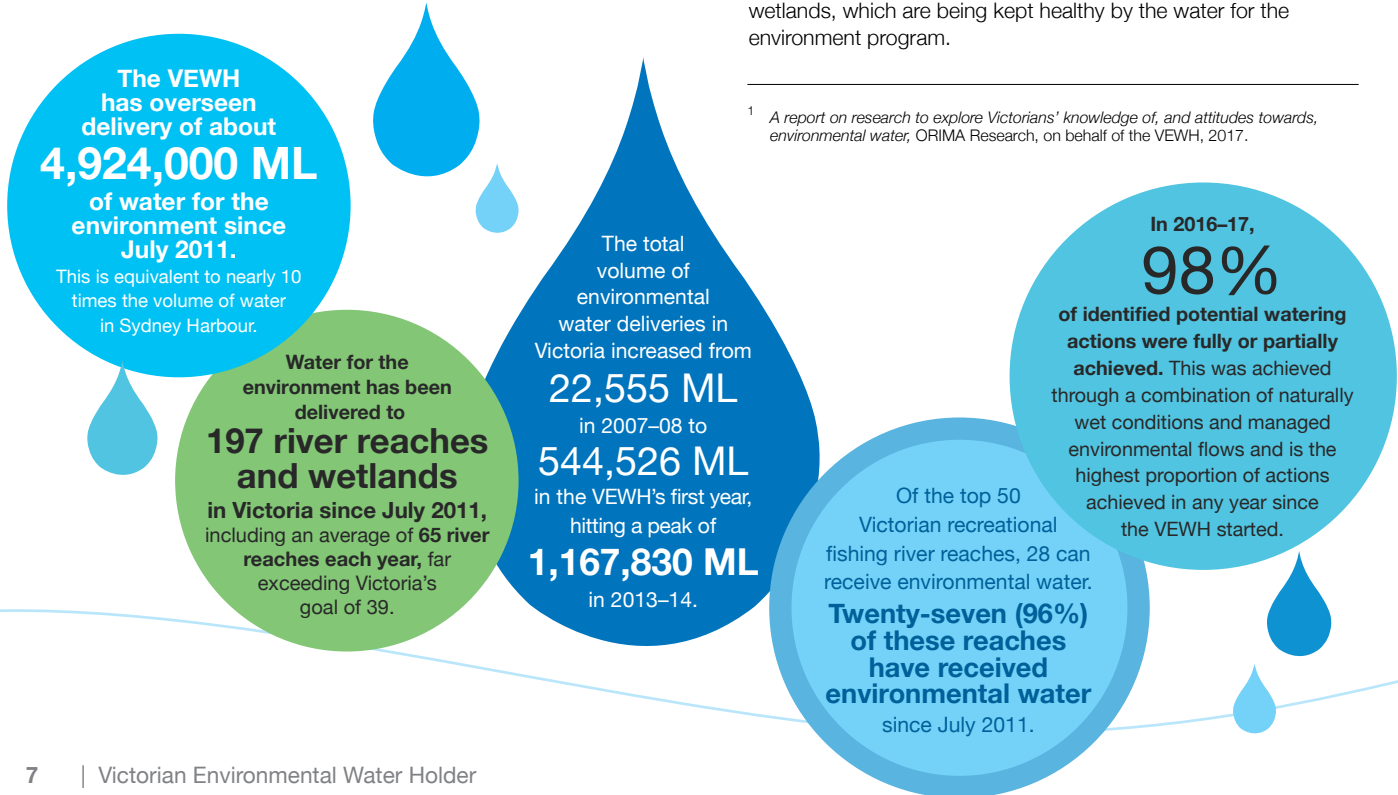 wetlands, which are being kept healthy by the water for the
environment program.
1 A report on research to explore Victorians’ knowledge of, and attitudes towards,
environmental water, ORIMA Research, on behalf of the VEWH, 2017.
The VEWH
has overseen
delivery of about
4,924,000 ML
of water for the
environment since
July 2011.
This is equivalent to nearly 10
times the volume of water
in Sydney Harbour.
Water for the
environment has been
delivered to
197 river reaches
and wetlands
in Victoria since July 2011,
including an average of 65 river
reaches each year, far
exceeding Victoria’s
goal of 39.
The total
volume of
environmental
water deliveries in
Victoria increased from
22,555 ML
in 2007–08 to
544,526 ML
in the VEWH’s first year,
hitting a peak of
1,167,830 ML
in 2013–14.
Of the top 50
Victorian recreational
fishing river reaches, 28 can
receive environmental water.
Twenty-seven (96%)
of these reaches
have received
environmental water
since July 2011.
In 2016–17,
98%
of identified potential watering
actions were fully or partially
achieved. This was achieved
through a combination of naturally
wet conditions and managed
environmental flows and is the
highest proportion of actions
achieved in any year since
the VEWH started.
7 | Victorian Environmental Water Holder